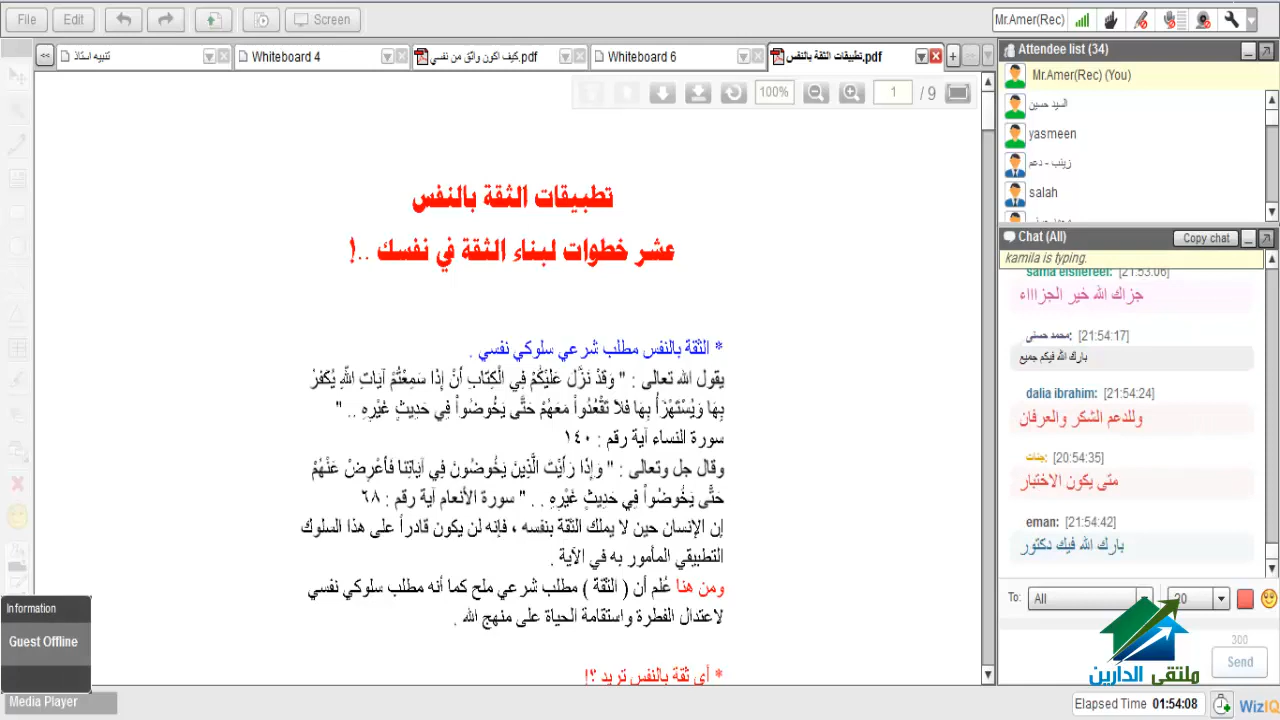 File
Edit
Screen
Mr.Amer(Rec)
<<
تنبيه استاذ
Whiteboard 4
كيف اكون واثق من نفسي.pdf
Whiteboard 6
تطبيقات الثقة بالنفس.pdf
100%
1
/ 9
تطبيقات الثقة بالنفس
عشر خطوات لبناء الثقة في نفسك ..!
* الثقة بالنفس مطلب شرعي سلوكي نفسي .
يقول الله تعالى : " وَقَدْ نَزَّلَ عَلَيْكُمْ فِي الْكِتَابِ أَنْ إِذَا سَمِعْتُمْ آيَاتِ اللّهِ يُكَفَرُ
بِهَا وَيُسْتَهْزَأُ بِهَا فَلاَ تَقْعُدُواْ مَعَهُمْ حَتَّى يَخُوضُواْ فِي حَدِيثٍ غَيْرِهِ .. "
سورة النساء آية رقم : ١٤٠
وقال جل وتعالى : " وَإِذَا رَأَيْتَ الَّذِينَ يَخُوضُونَ فِي آيَاتِنَا فَأَعْرِضْ عَنْهُمْ
حَتَّى يَخُوضُواْ فِي حَدِيثٍ غَيْرِهِ . . " سورة الأنعام آية رقم : ٦٨
إن الإنسان حين لا يملك الثقة بنفسه ، فإنه لن يكون قادراً على هذا السلوك
التطبيقي المأمور به في الآية .
ومن هنا عُلم أن ( الثقة ) مطلب شرعي ملح كما أنه مطلب سلوكي نفسي
لاعتدال الفطرة واستقامة الحياة على منهج الله .
* أي ثقة بالنفس تريد ؟!
Attendee list (34)
Mr.Amer(Rec) (You)
السيد حسين
yasmeen
زينب - دعم
salah
Chat (All)
Copy chat
kamila is typing.
sama elshereef: [21:53:06]
جزاك الله خير الجزاااء
محمد حسنى: [21:54:17]
بارك الله فيكم جميع
dalia ibrahim: [21:54:24]
وللدعم الشكر والعرفان
جنات: [20:54:35]
متى يكون الاختبار
eman: [21:54:42]
بارك الله فيك دكتور
To:
All
20
300
Send
ملتقى الدارين
Information
Guest Offline
Media Player
Elapsed Time 01:54:08
WizIQ